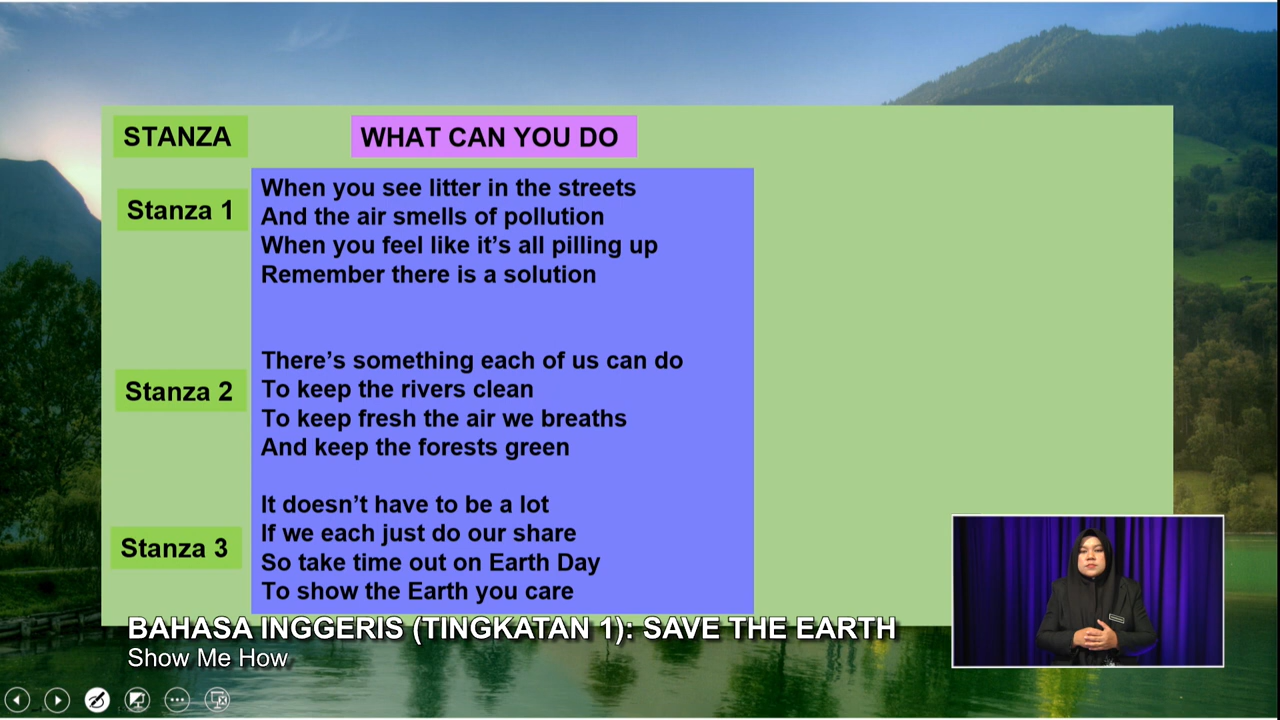 STANZA
WHAT CAN YOU DO
Stanza 1
When you see litter in the streets
And the air smells of pollution
When you feel like it's all pilling up
Remember there is a solution
Stanza 2
There's something each of us can do
To keep the rivers clean
To keep fresh the air we breaths
And keep the forests green
Stanza 3
It doesn't have to be a lot
If we each just do our share
So take time out on Earth Day
To show the Earth you care
BAHASA INGGERIS (TINGKATAN 1): SAVE THE EARTH
Show Me How